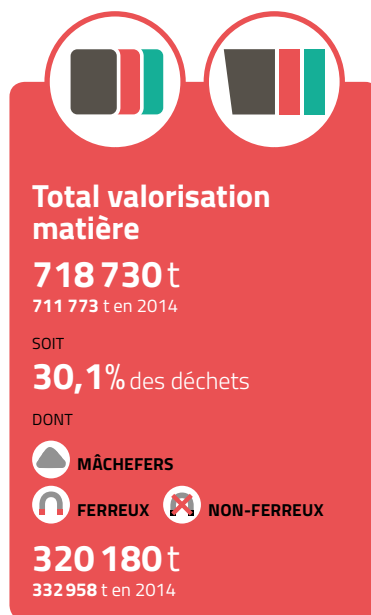 Total valorisation
matière
718 730 t
711 773 t en 2014
SOIT
30,1% des déchets
DONT
MÂCHEFERS
FERREUX NON-FERREUX
320 180 t
332 958 t en 2014